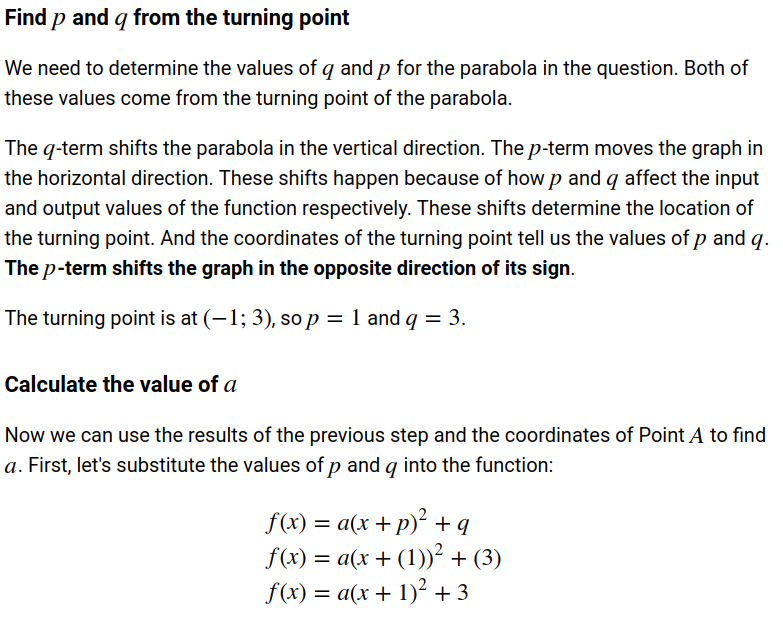 Find p and q from the turning point
We need to determine the values of q and p for the parabola in the question. Both of
these values come from the turning point of the parabola.
The q-term shifts the parabola in the vertical direction. The p-term moves the graph in
the horizontal direction. These shifts happen because of how p and q affect the input
and output values of the function respectively. These shifts determine the location of
the turning point. And the coordinates of the turning point tell us the values of p and q.
The p-term shifts the graph in the opposite direction of its sign.
The turning point is at (−1; 3), so p = 1 and q = 3.
Calculate the value of a
Now we can use the results of the previous step and the coordinates of Point A to find
a. First, let's substitute the values of p and q into the function:
f(x) = a(x + p)² + q
f(x) = a(x + (1))² + (3)
f(x) = a(x + 1)² + 3